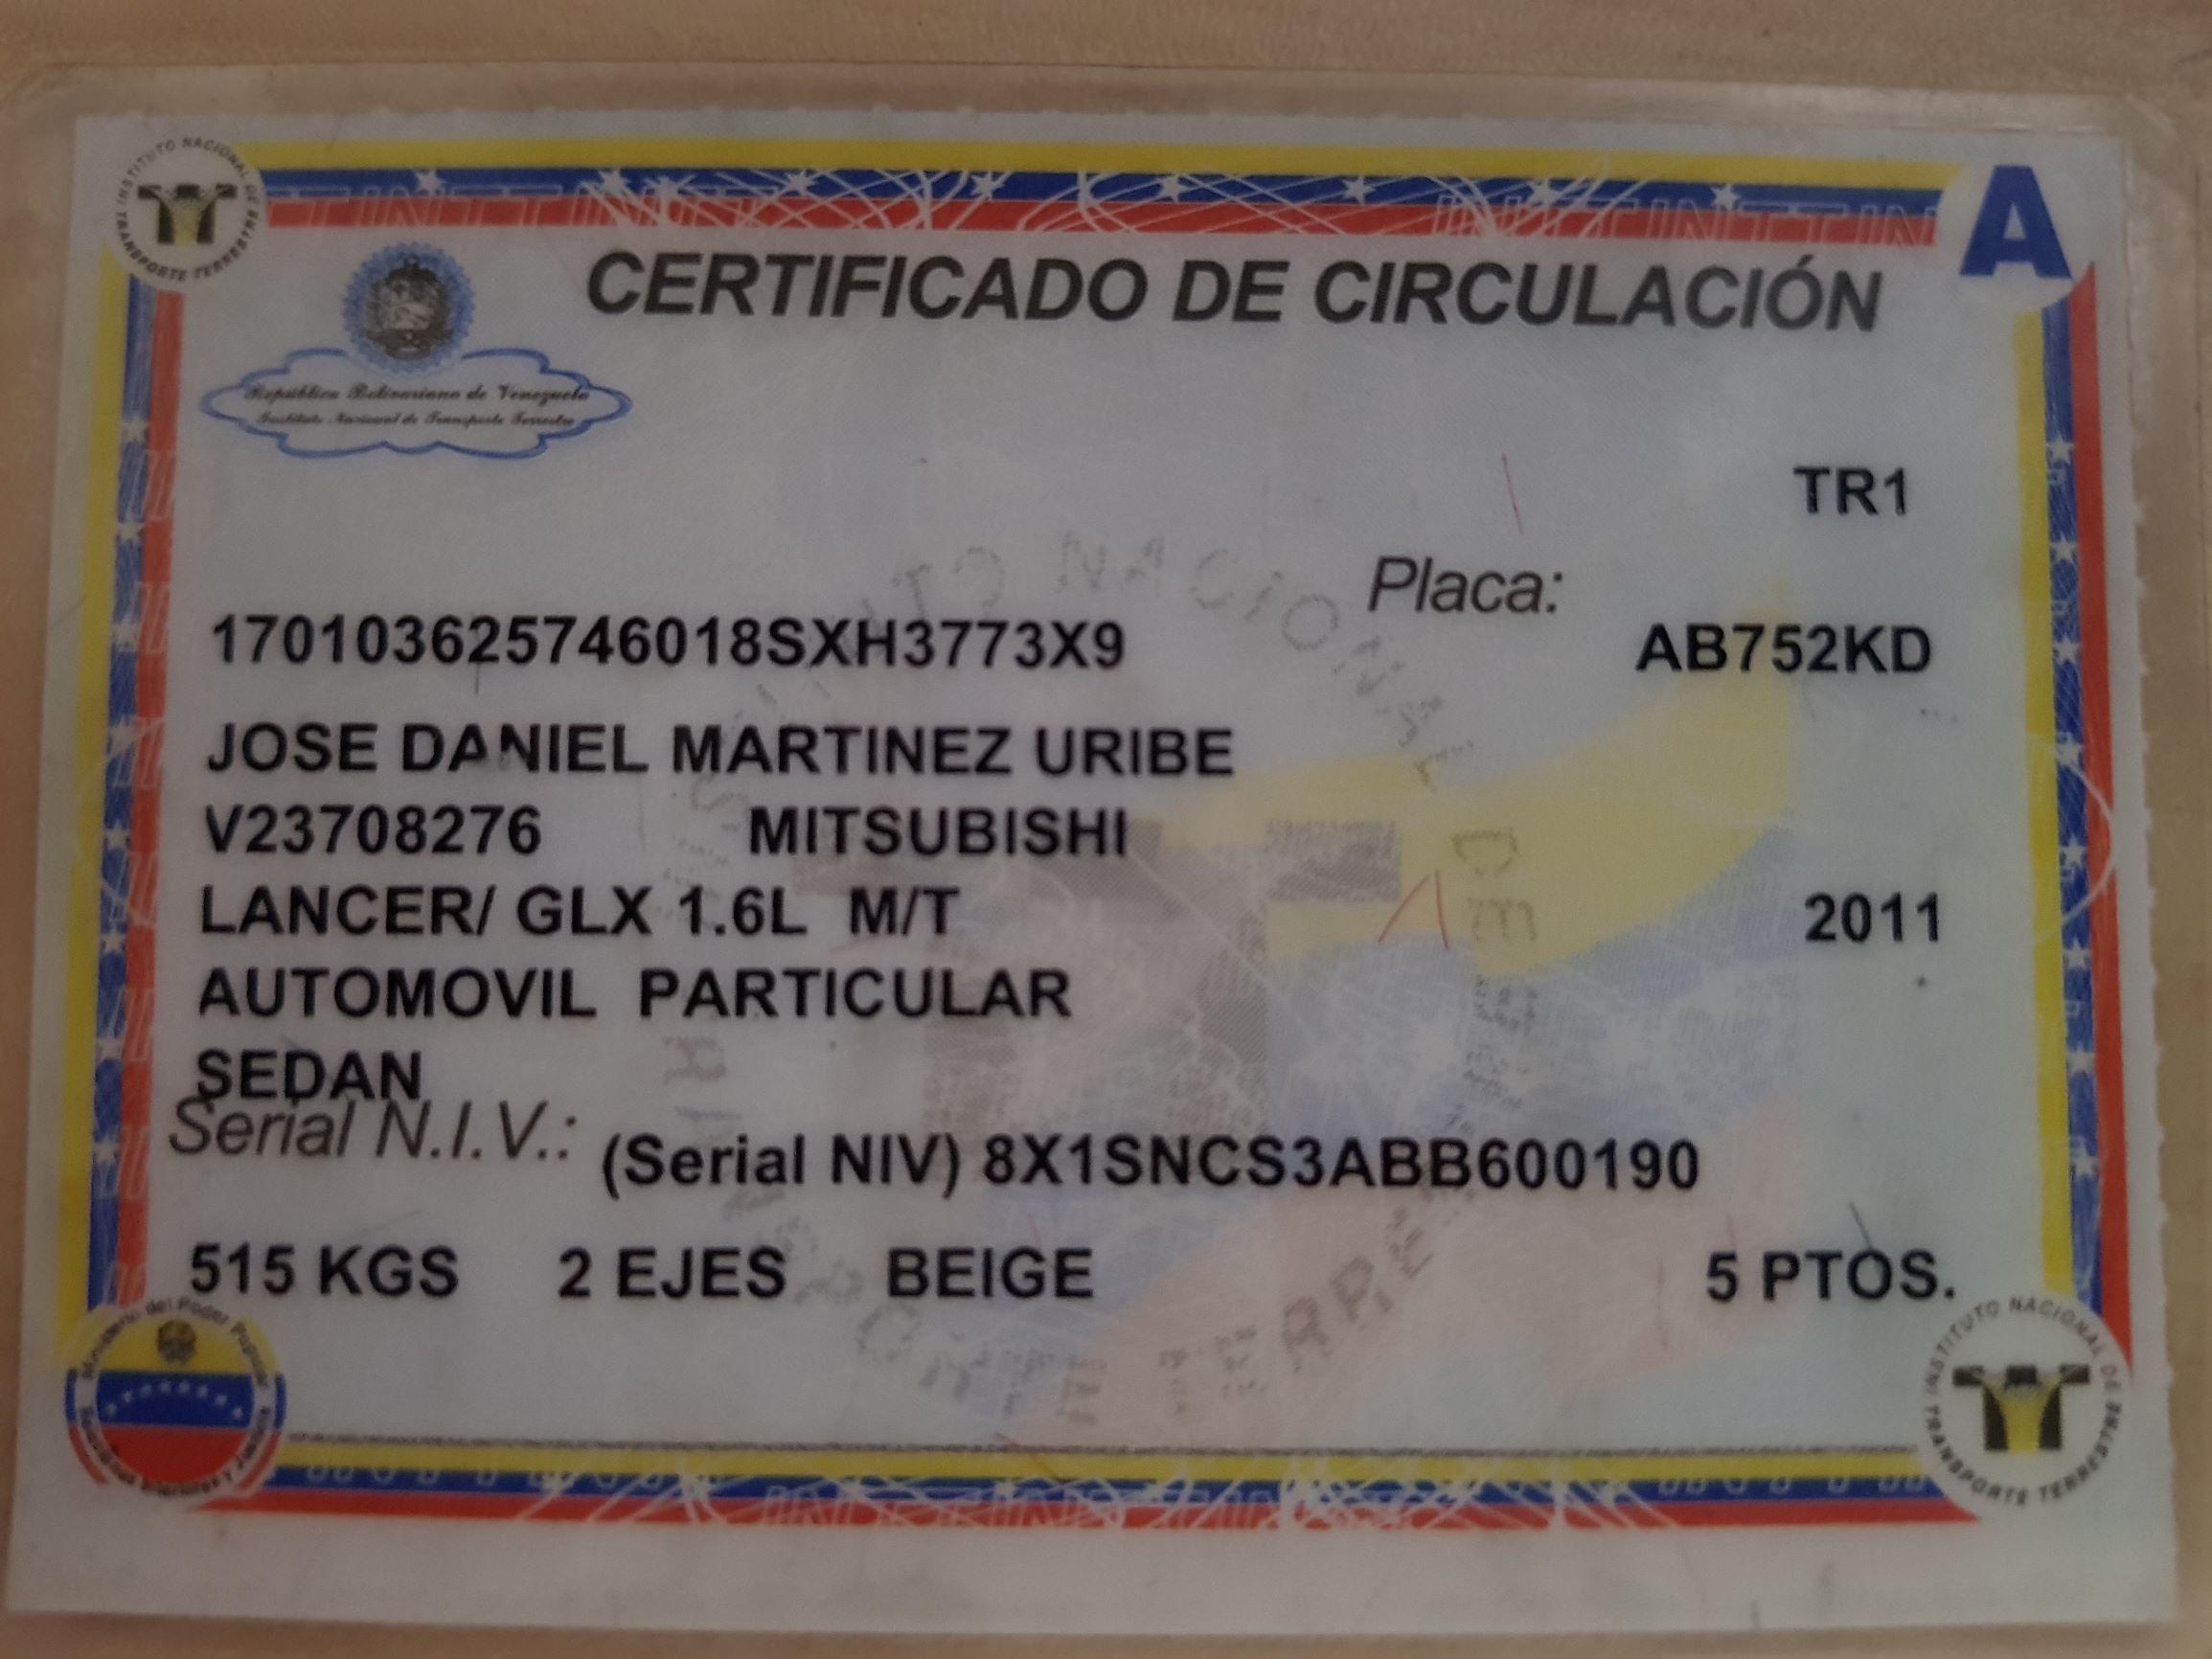 CERTIFICADO DE CIRCULACIÓN
A
INSTITUTO NACIONAL DE TRANSPORTE TERRESTRE
República Bolivariana de Venezuela
Instituto Nacional de Transporte Terrestre
TR1
Placa:
170103625746018SXH3773X9 AB752KD
JOSE DANIEL MARTINEZ URIBE
V23708276 MITSUBISHI
LANCER/ GLX 1.6L M/T 2011
AUTOMOVIL PARTICULAR
SEDAN
Serial N.I.V.: (Serial NIV) 8X1SNCS3ABB600190
515 KGS 2 EJES BEIGE 5 PTOS.
INSTITUTO NACIONAL DE TRANSPORTE TERRESTRE